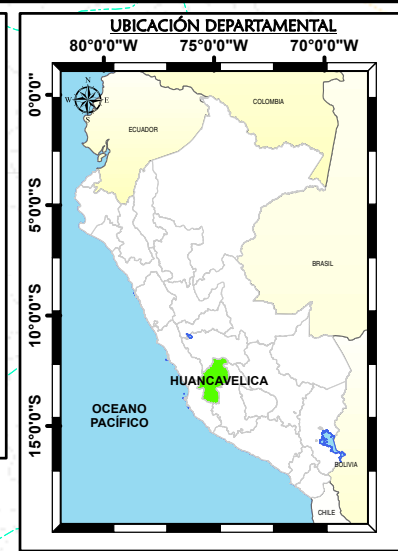 UBICACIÓN DEPARTAMENTAL
80°0'0"W 75°0'0"W 70°0'0"W
0°0'0"
N
W E
S
COLOMBIA
ECUADOR
5°0'0"S
BRASIL
10°0'0"S
HUANCAVELICA
OCEANO
PACÍFICO
15°0'0"S
BOLIVIA
CHILE